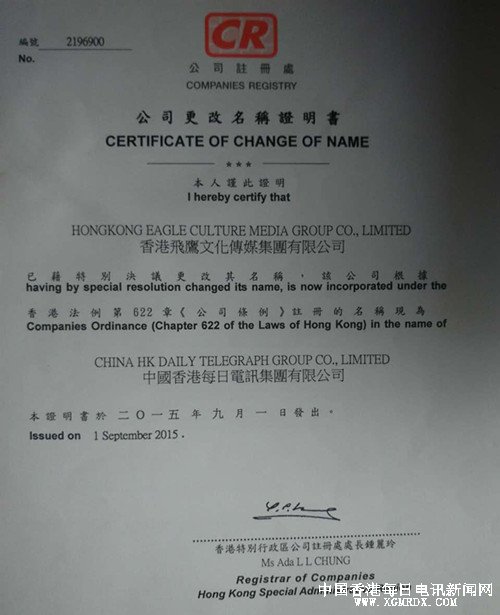 CR
編號 2196900
No.
公司註冊處
COMPANIES REGISTRY
公司更改名稱證明書
CERTIFICATE OF CHANGE OF NAME
***
本人謹此證明
I hereby certify that
HONGKONG EAGLE CULTURE MEDIA GROUP CO., LIMITED
香港飛鷹文化傳媒集團有限公司
已藉特別決議更改其名稱，該公司根據
having by special resolution changed its name, is now incorporated under the
香港法例第622章《公司條例》註冊的名稱現為
Companies Ordinance (Chapter 622 of the Laws of Hong Kong) in the name of
CHINA HK DAILY TELEGRAPH GROUP CO., LIMITED
中國香港每日電訊集團有限公司
本證明書於二〇一五年九月一日發出。
Issued on 1 September 2015.
香港特別行政區公司註冊處處長鍾麗玲
Ms Ada L L CHUNG
Registrar of Companies
Hong Kong Special Adm
中国香港每日电讯新闻网
WWW.XGMRDX.COM